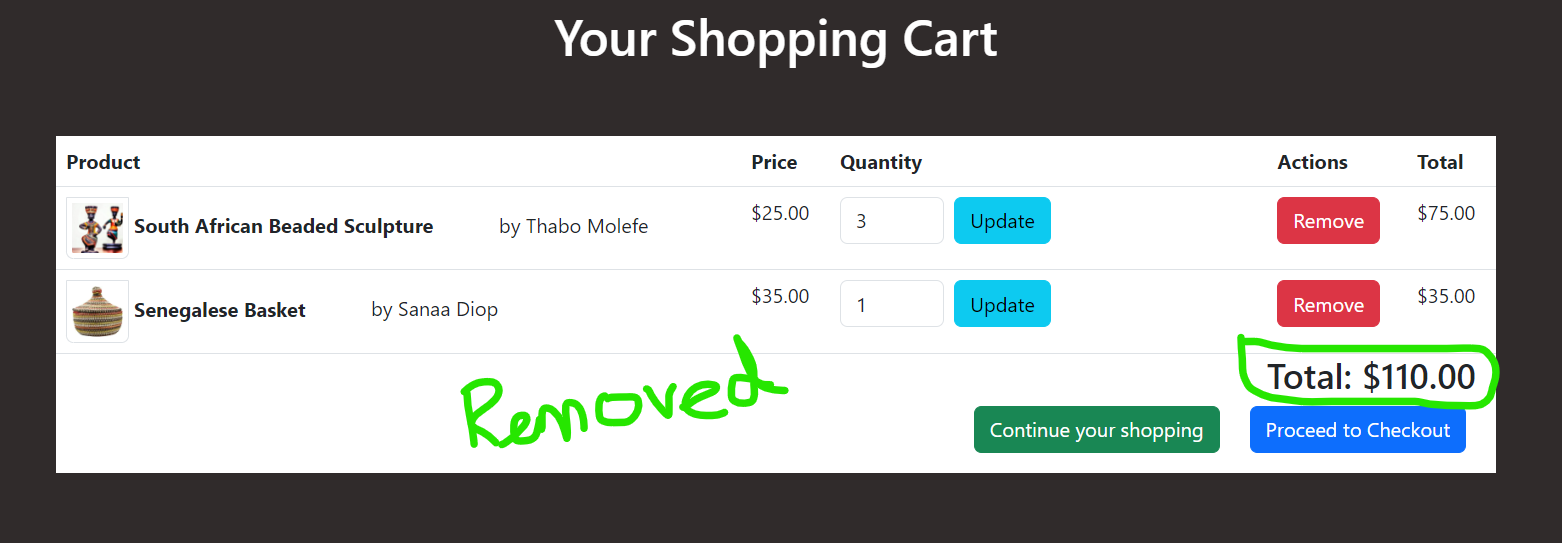 Your Shopping Cart
Product Price Quantity Actions Total
South African Beaded Sculpture by Thabo Molefe $25.00 3 Update Remove $75.00
Senegalese Basket by Sanaa Diop $35.00 1 Update Remove $35.00
Total: $110.00
Removed
Continue your shopping Proceed to Checkout